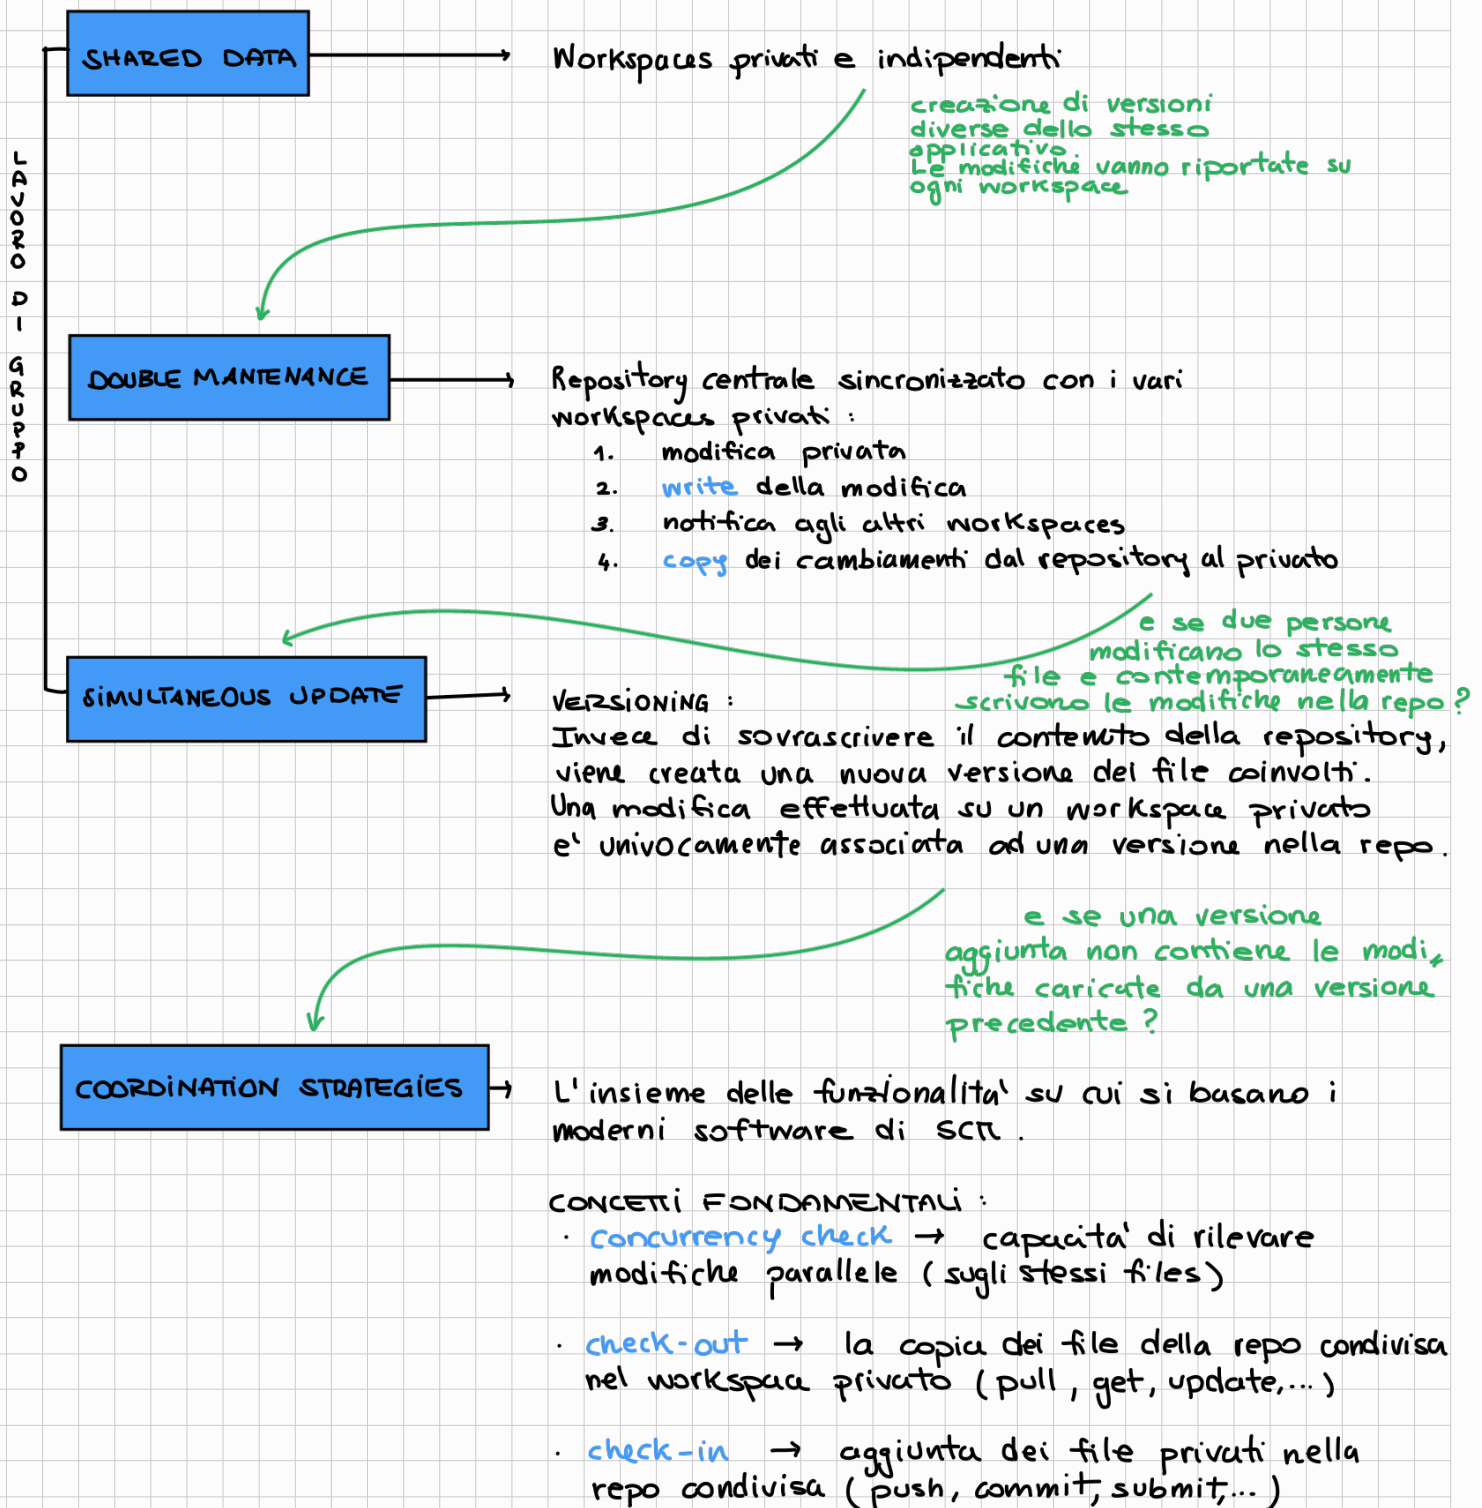 SHARED DATA
Workspaces privati e indipendenti
creazione di versioni
diverse dello stesso
applicativo.
Le modifiche vanno riportate su
ogni workspace
LAVORO DI GRUPPO
DOUBLE MANTENANCE
Repository centrale sincronizzato con i vari
workspaces privati :
1. modifica privata
2. write della modifica
3. notifica agli altri workspaces
4. copy dei cambiamenti dal repository al privato
e se due persone
modificano lo stesso
file e contemporaneamente
scrivono le modifiche nella repo ?
SIMULTANEOUS UPDATE
VERSIONING :
Invece di sovrascrivere il contenuto della repository,
viene creata una nuova versione dei file coinvolti.
Una modifica effettuata su un workspace privato
e' univocamente associata ad una versione nella repo.
e se una versione
aggiunta non contiene le modi
fiche caricate da una versione
precedente ?
COORDINATION STRATEGIES
L'insieme delle funzionalita' su cui si basano i
moderni software di SCM .
CONCETTI FONDAMENTALI :
· concurrency check → capacita' di rilevare
modifiche parallele ( sugli stessi files )
· check-out → la copia dei file della repo condivisa
nel workspace privato ( pull , get , update,... )
· check-in → aggiunta dei file privati nella
repo condivisa ( push, commit, submit,... )